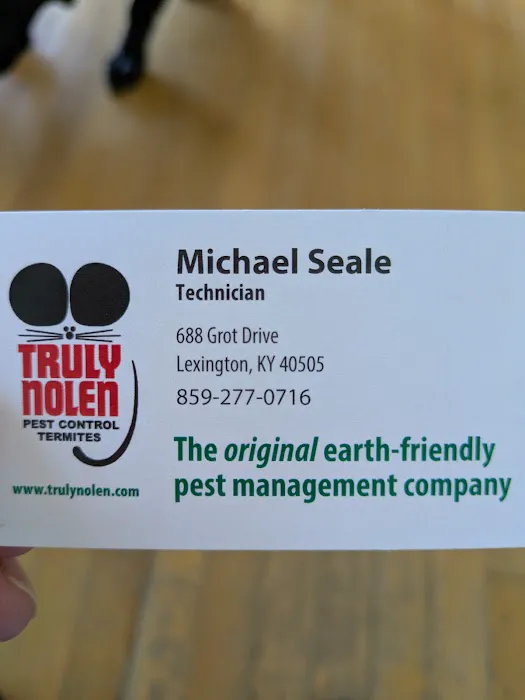 Michael Seale
Technician
688 Grot Drive
Lexington, KY 40505
859-277-0716
TRULY
NOLEN
PEST CONTROL
TERMITES
www.trulynolen.com
The original earth-friendly
pest management company